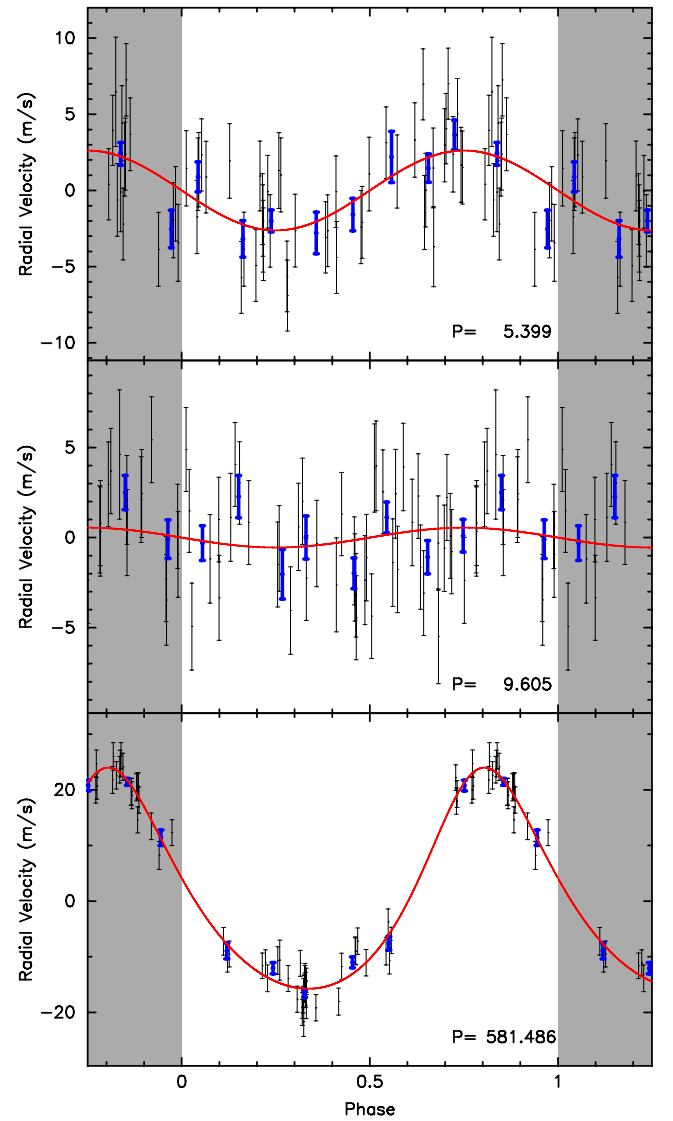 10
5
0
−5
−10
Radial Velocity (m/s)
P= 5.399
5
0
−5
Radial Velocity (m/s)
P= 9.605
20
0
−20
Radial Velocity (m/s)
P= 581.486
0 0.5 1
Phase